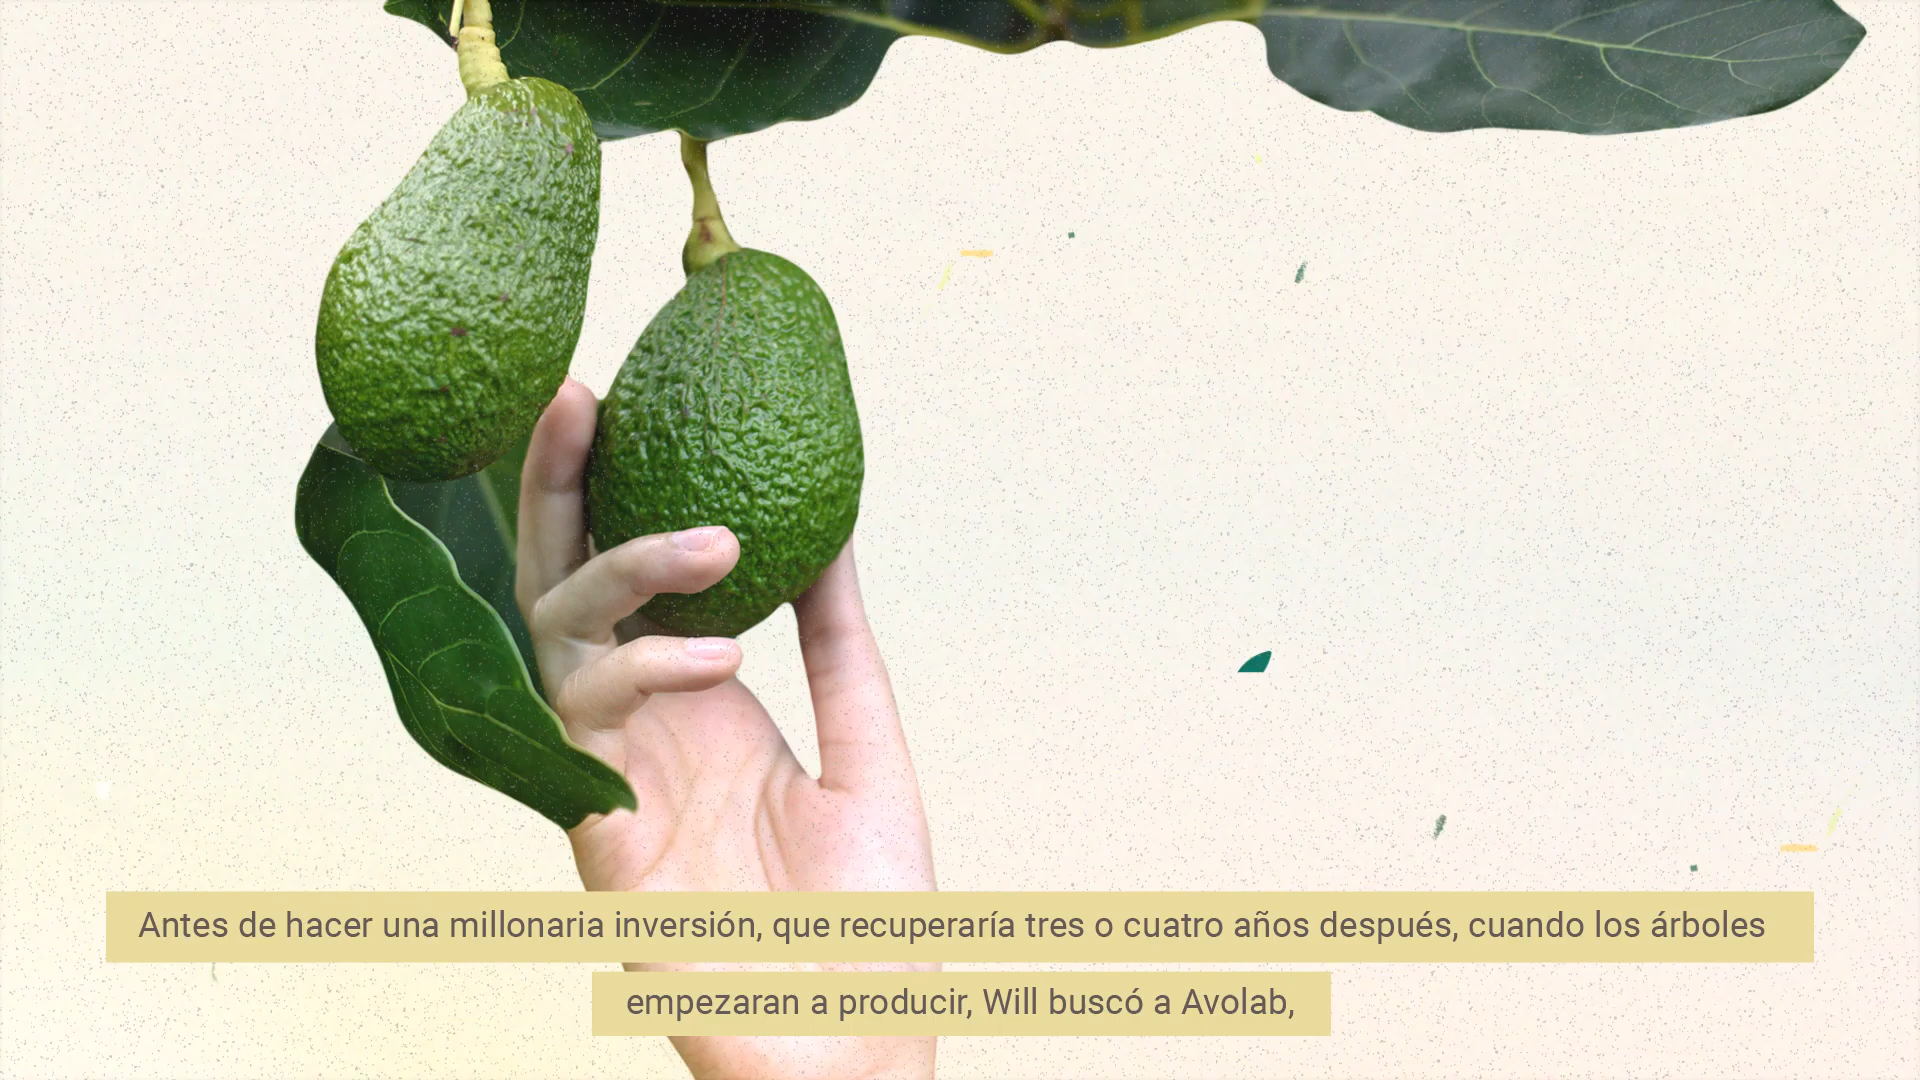 Antes de hacer una millonaria inversión, que recuperaría tres o cuatro años después, cuando los árboles
empezaran a producir, Will buscó a Avolab,